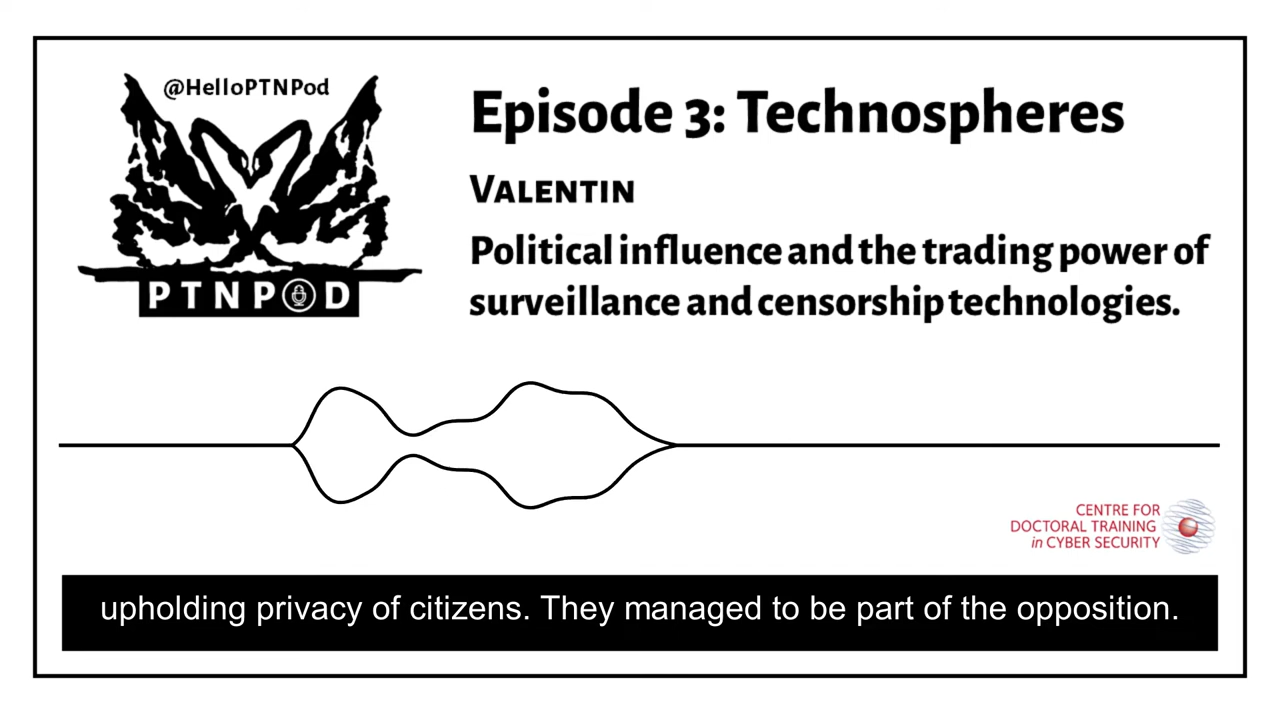 @HelloPTNPod
PTNPOD
Episode 3: Technospheres
VALENTIN
Political influence and the trading power of
surveillance and censorship technologies.
CENTRE FOR
DOCTORAL TRAINING
in CYBER SECURITY
upholding privacy of citizens. They managed to be part of the opposition.